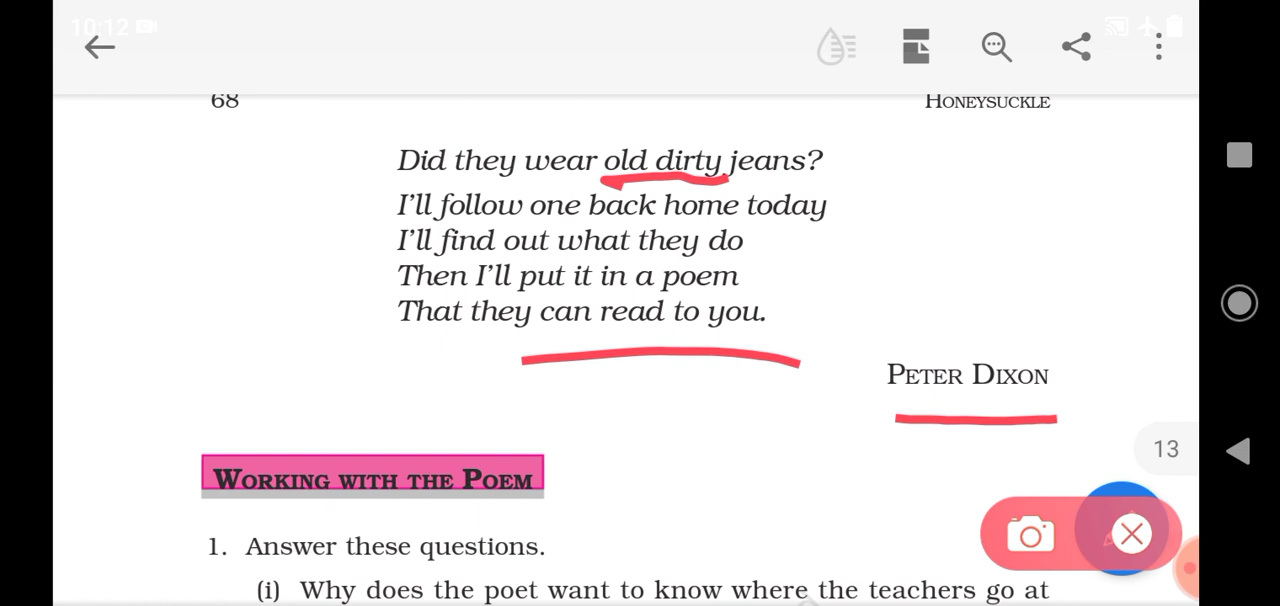 10:12
68 HONEYSUCKLE
Did they wear old dirty jeans?
I'll follow one back home today
I'll find out what they do
Then I'll put it in a poem
That they can read to you.
PETER DIXON
13
WORKING WITH THE POEM
1. Answer these questions.
(i) Why does the poet want to know where the teachers go at